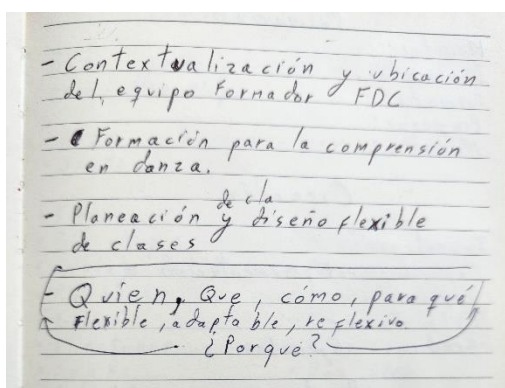 - Contextualización y ubicación
del equipo Formador FDC
- Formación para la comprensión
en danza.
de cla
- Planeación y diseño flexible
de clases
- Quien, Que, cómo, para qué
Flexible, adaptable, reflexivo
¿Porqué?